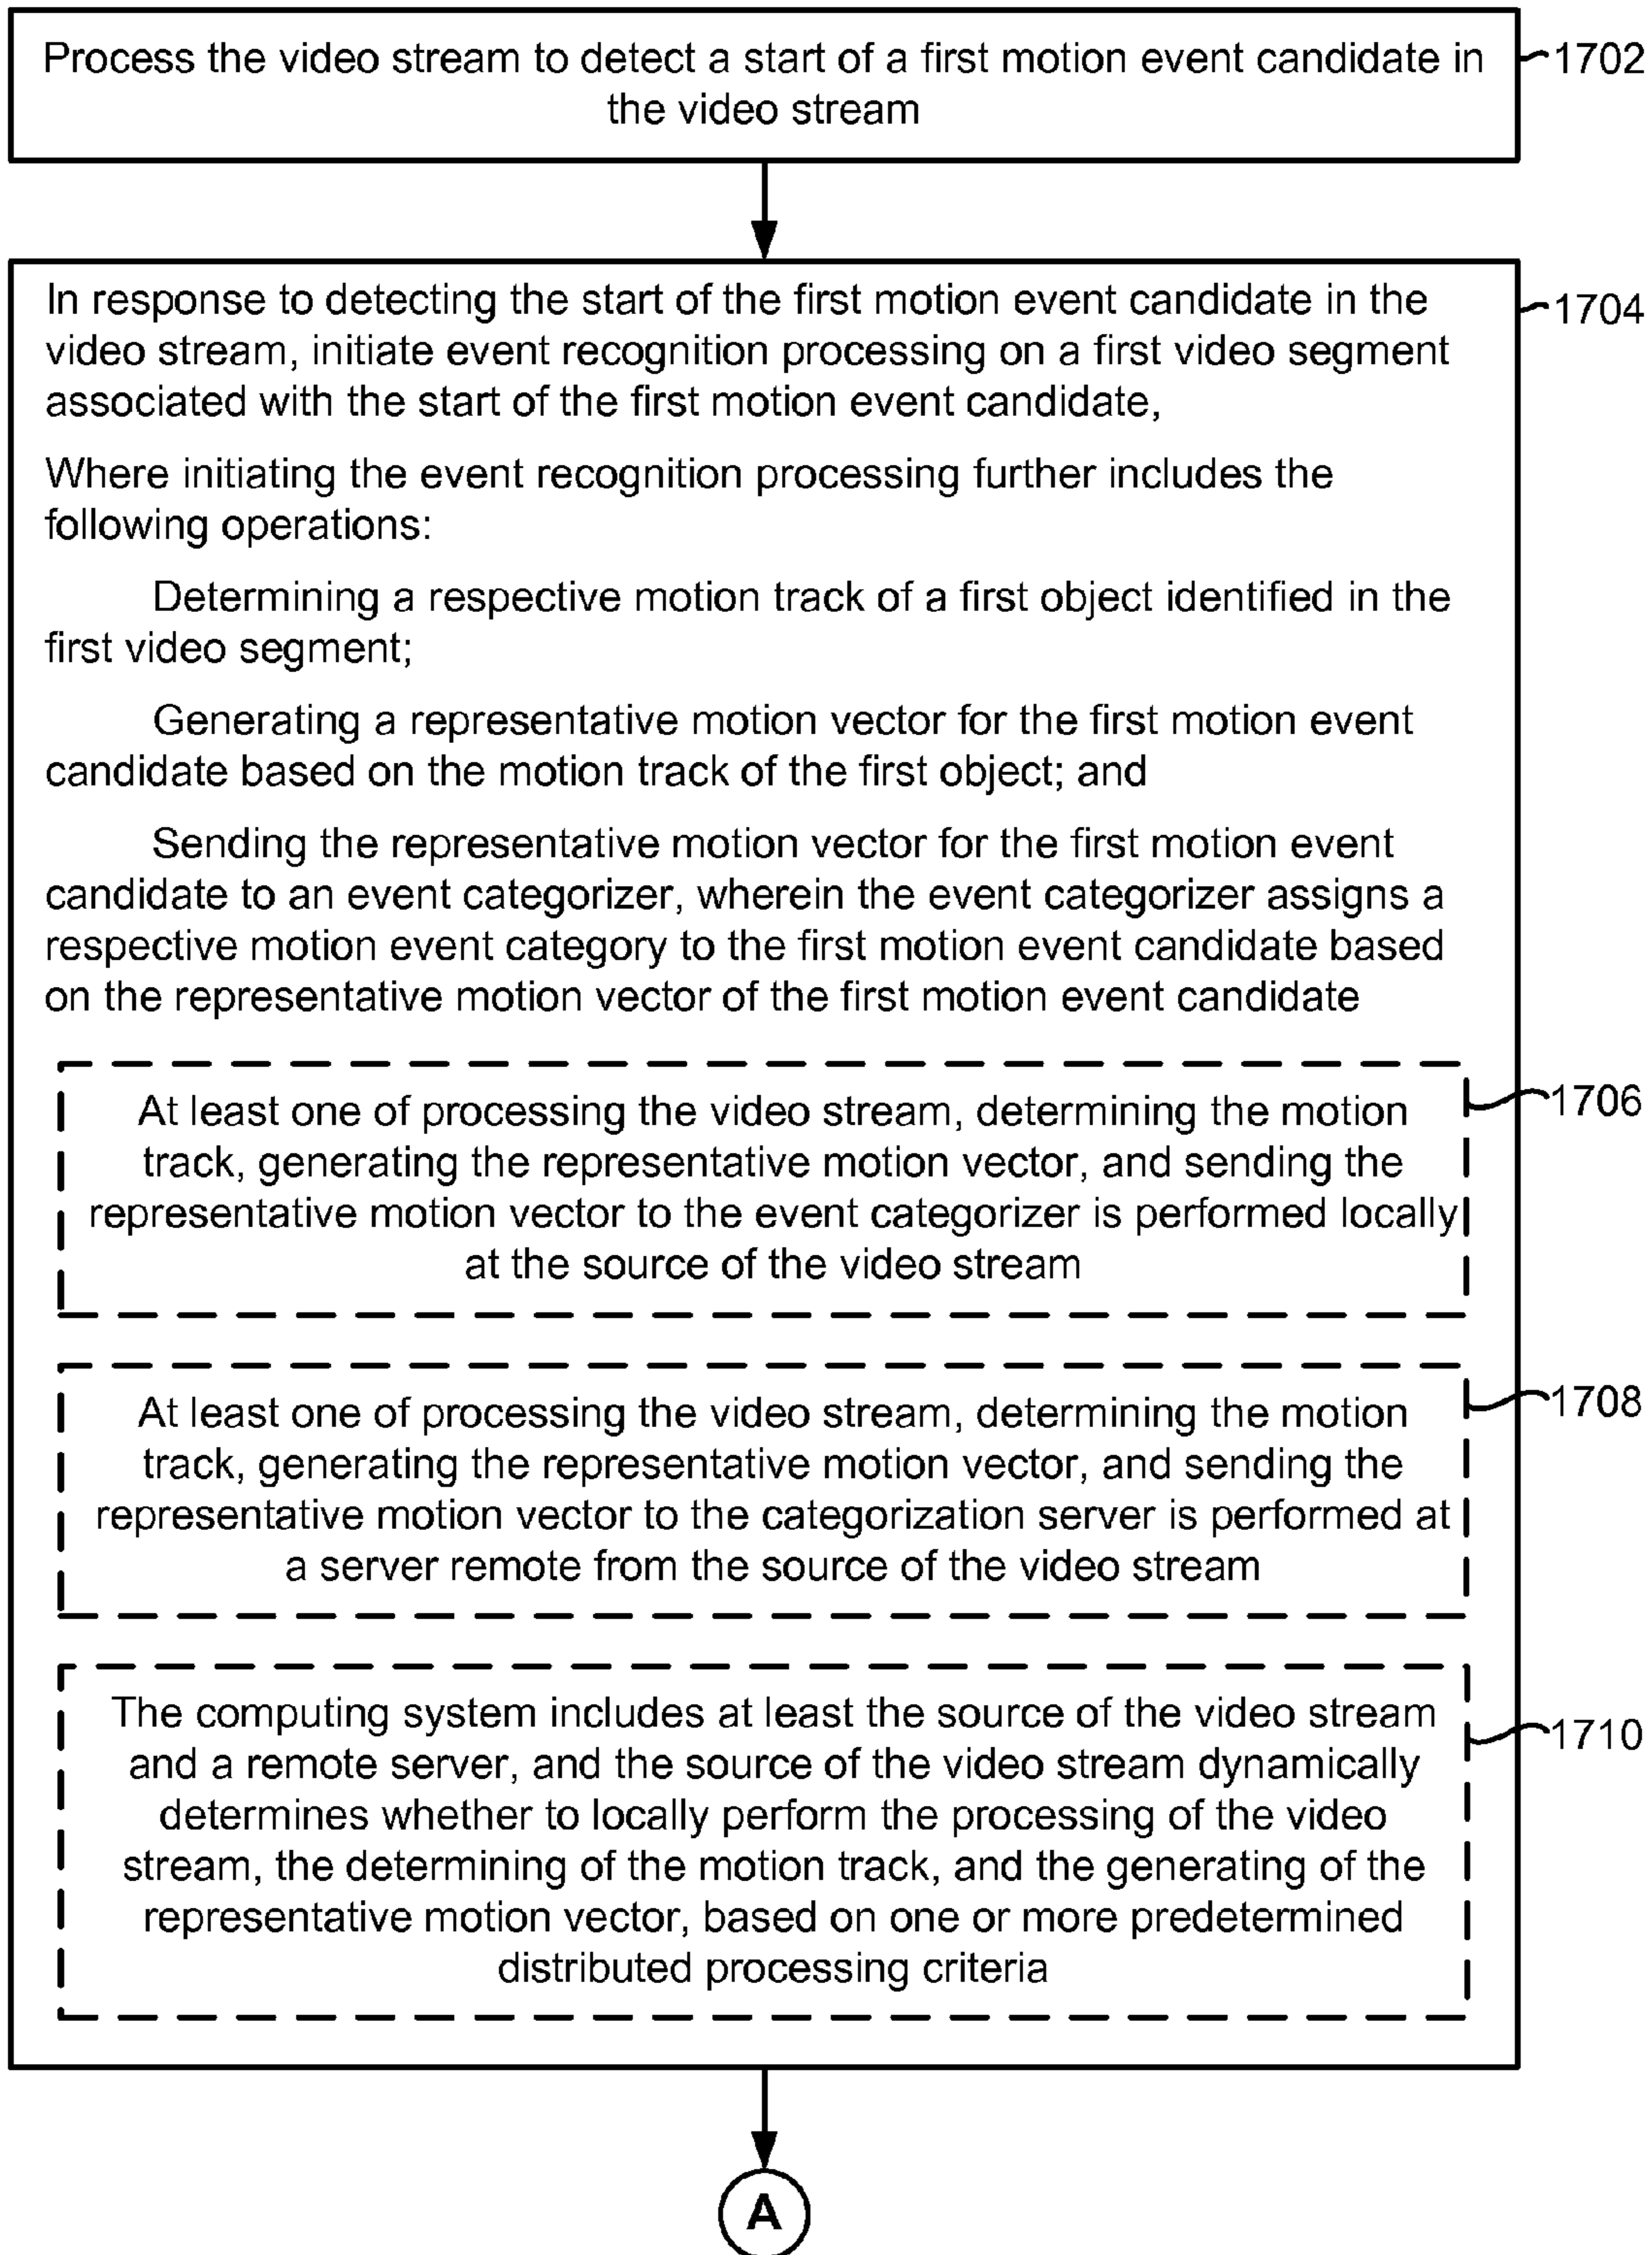 Process the video stream to detect a start of a first motion event candidate in
the video stream
1702
In response to detecting the start of the first motion event candidate in the
video stream, initiate event recognition processing on a first video segment
associated with the start of the first motion event candidate,
1704
Where initiating the event recognition processing further includes the
following operations:
Determining a respective motion track of a first object identified in the
first video segment;
Generating a representative motion vector for the first motion event
candidate based on the motion track of the first object; and
Sending the representative motion vector for the first motion event
candidate to an event categorizer, wherein the event categorizer assigns a
respective motion event category to the first motion event candidate based
on the representative motion vector of the first motion event candidate
At least one of processing the video stream, determining the motion
track, generating the representative motion vector, and sending the
representative motion vector to the event categorizer is performed locally
at the source of the video stream
1706
At least one of processing the video stream, determining the motion
track, generating the representative motion vector, and sending the
representative motion vector to the categorization server is performed at
a server remote from the source of the video stream
1708
The computing system includes at least the source of the video stream
and a remote server, and the source of the video stream dynamically
determines whether to locally perform the processing of the video
stream, the determining of the motion track, and the generating of the
representative motion vector, based on one or more predetermined
distributed processing criteria
1710
A